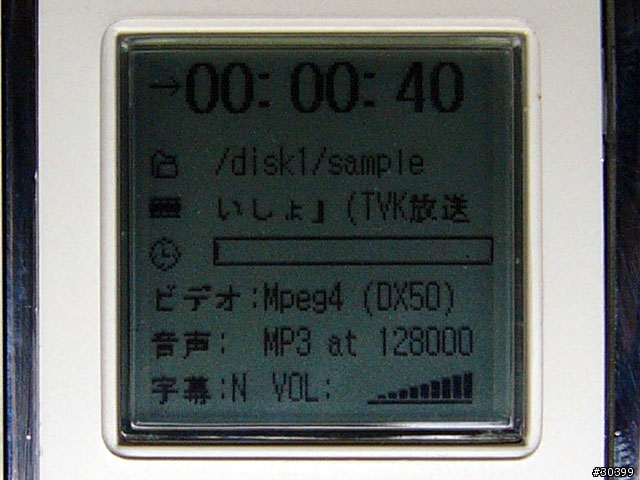 →00:00:40
/disk1/sample
いしょ」(TVK放送
ビデオ:Mpeg4 (DX50)
音声: MP3 at 128000
字幕:N VOL:
#30399